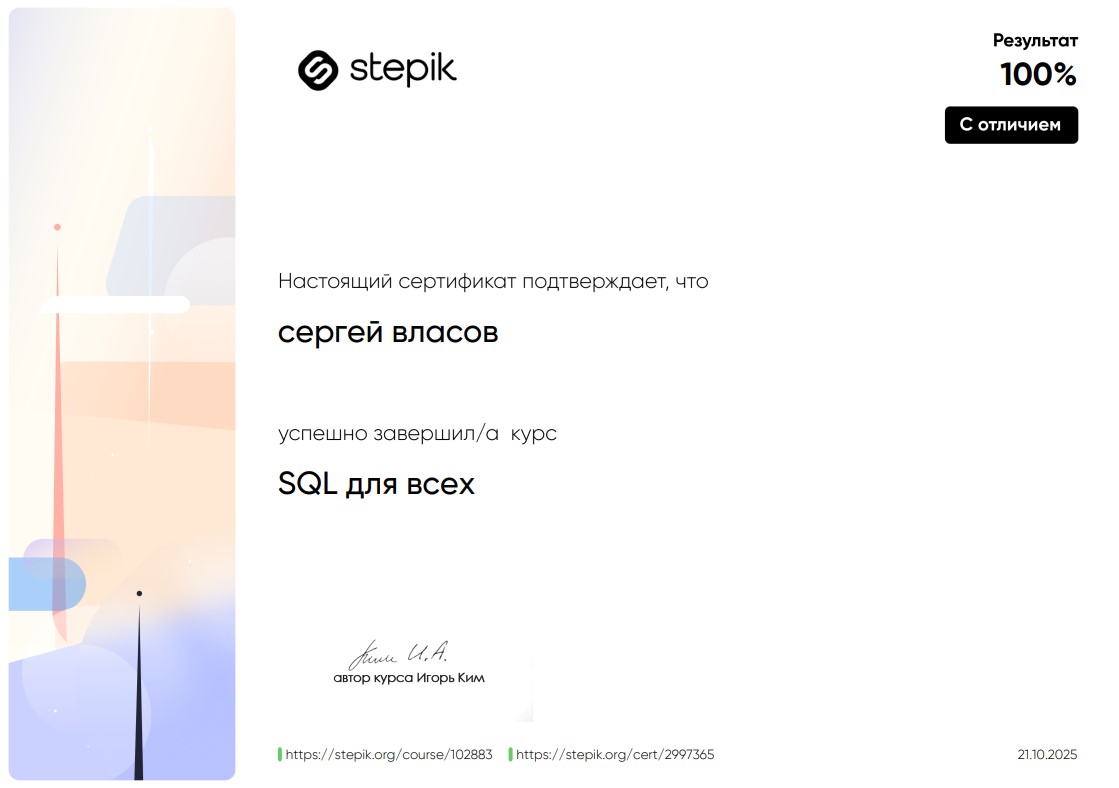 stepik
Результат
100%
С отличием
Настоящий сертификат подтверждает, что
сергей власов
успешно завершил/а  курс
SQL для всех
Ким И.А.
автор курса Игорь Ким
https://stepik.org/course/102883 https://stepik.org/cert/2997365
21.10.2025